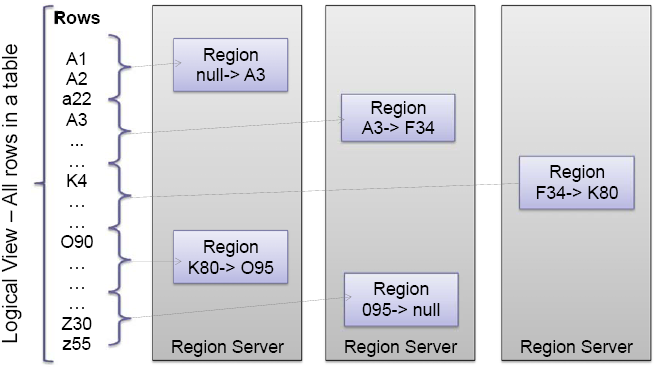 Logical View – All rows in a table
Rows
A1
A2
a22
A3
...
...
K4
...
...
O90
...
...
...
Z30
z55
Region
null-> A3
Region
K80-> O95
Region Server
Region
A3-> F34
Region
095-> null
Region Server
Region
F34-> K80
Region Server